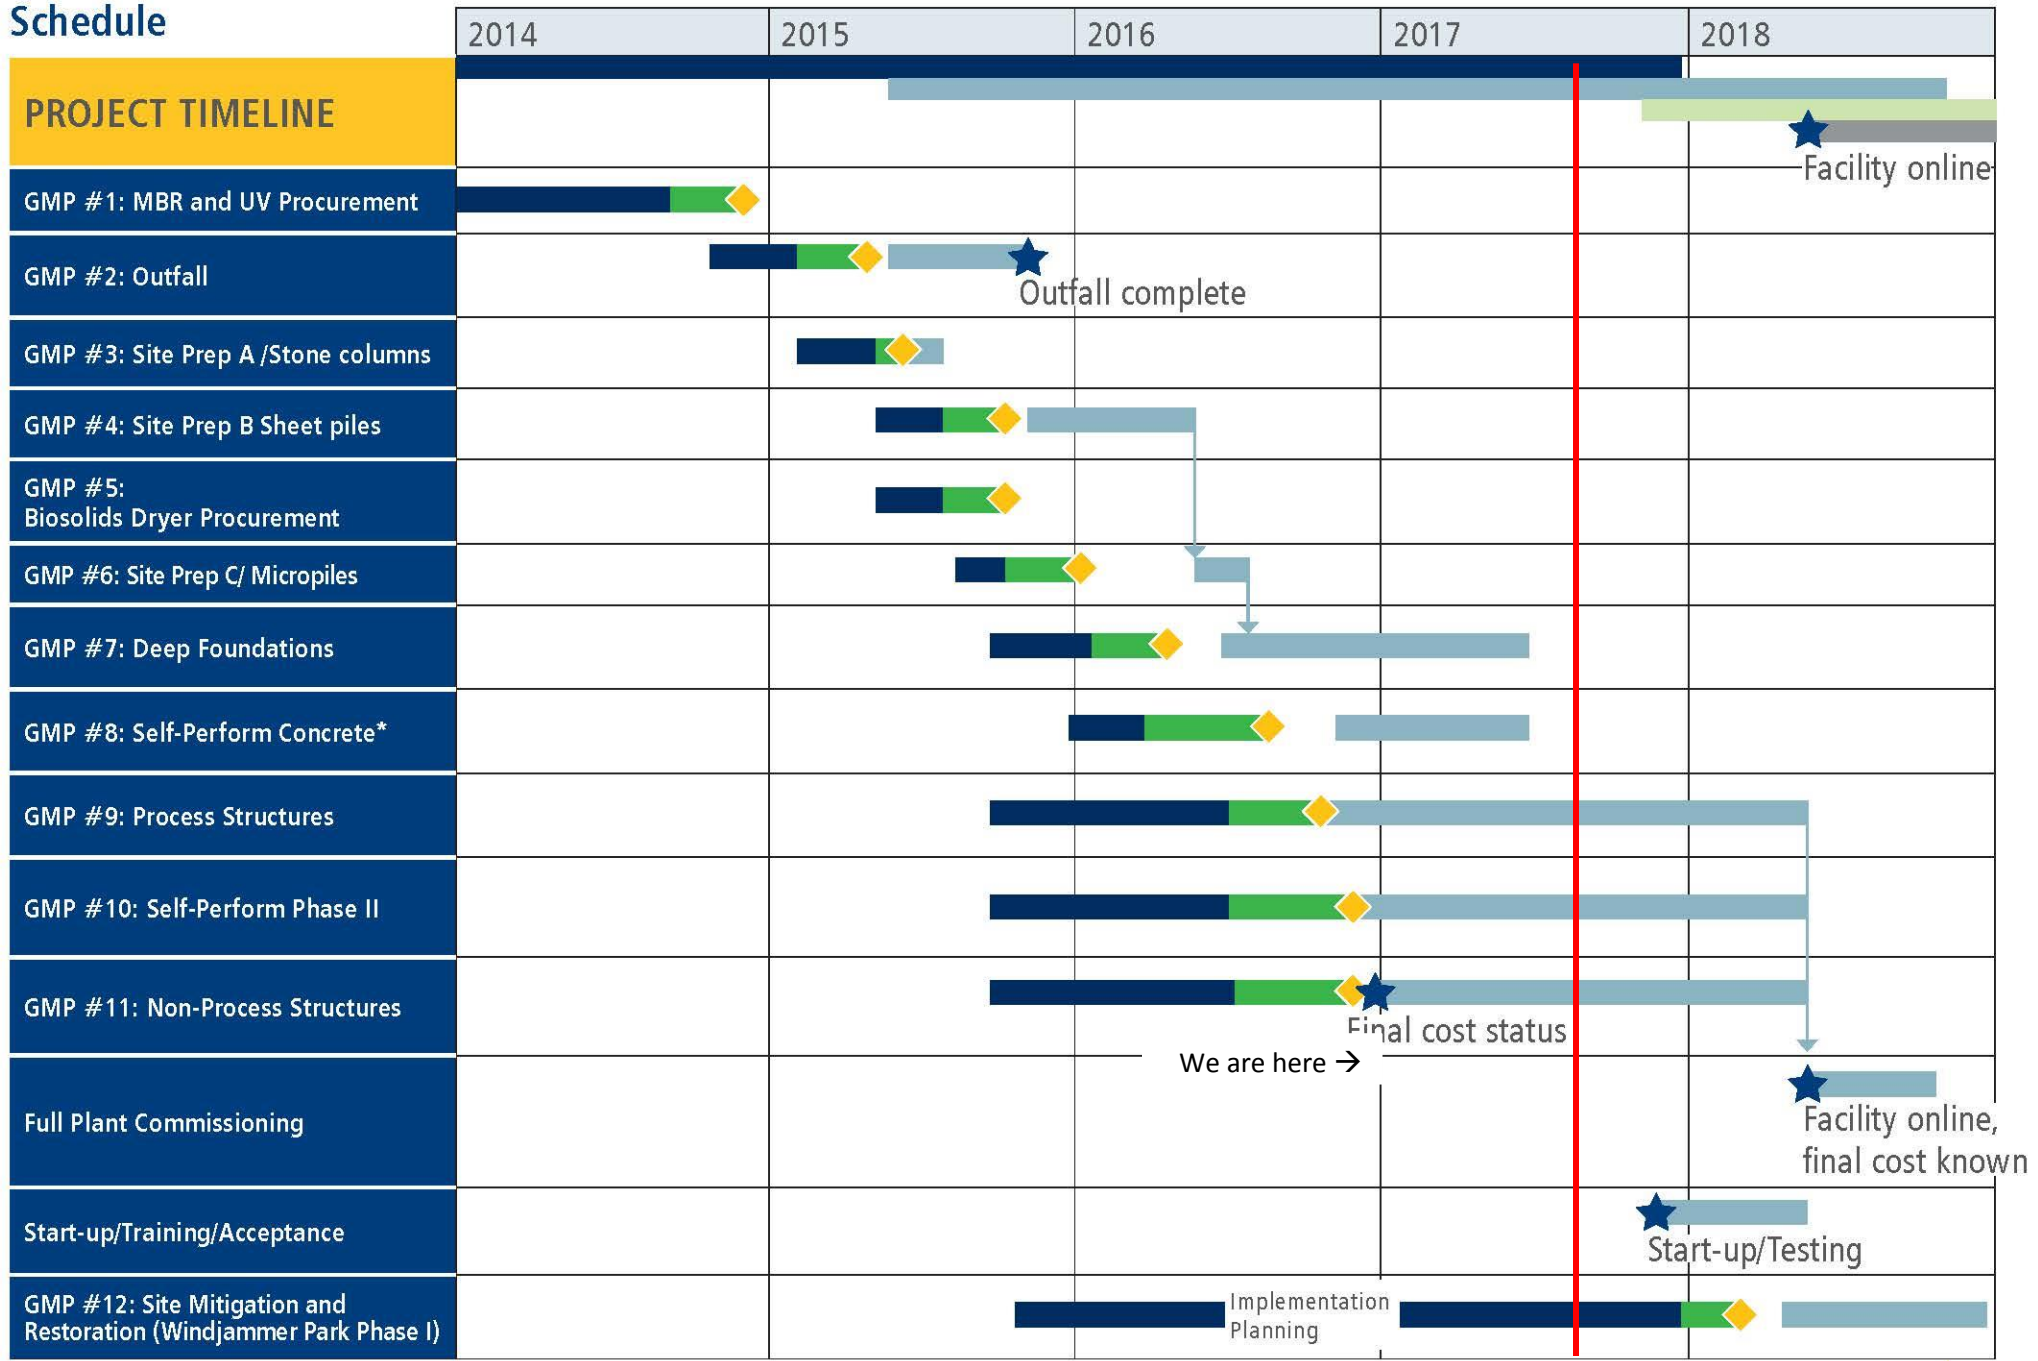 Schedule
2014 2015 2016 2017 2018
PROJECT TIMELINE
Facility online
GMP #1: MBR and UV Procurement
GMP #2: Outfall
Outfall complete
GMP #3: Site Prep A /Stone columns
GMP #4: Site Prep B Sheet piles
GMP #5:
Biosolids Dryer Procurement
GMP #6: Site Prep C/ Micropiles
GMP #7: Deep Foundations
GMP #8: Self-Perform Concrete*
GMP #9: Process Structures
GMP #10: Self-Perform Phase II
GMP #11: Non-Process Structures
Final cost status
We are here →
Full Plant Commissioning
Facility online,
final cost known
Start-up/Training/Acceptance
Start-up/Testing
GMP #12: Site Mitigation and
Restoration (Windjammer Park Phase I)
Implementation
Planning